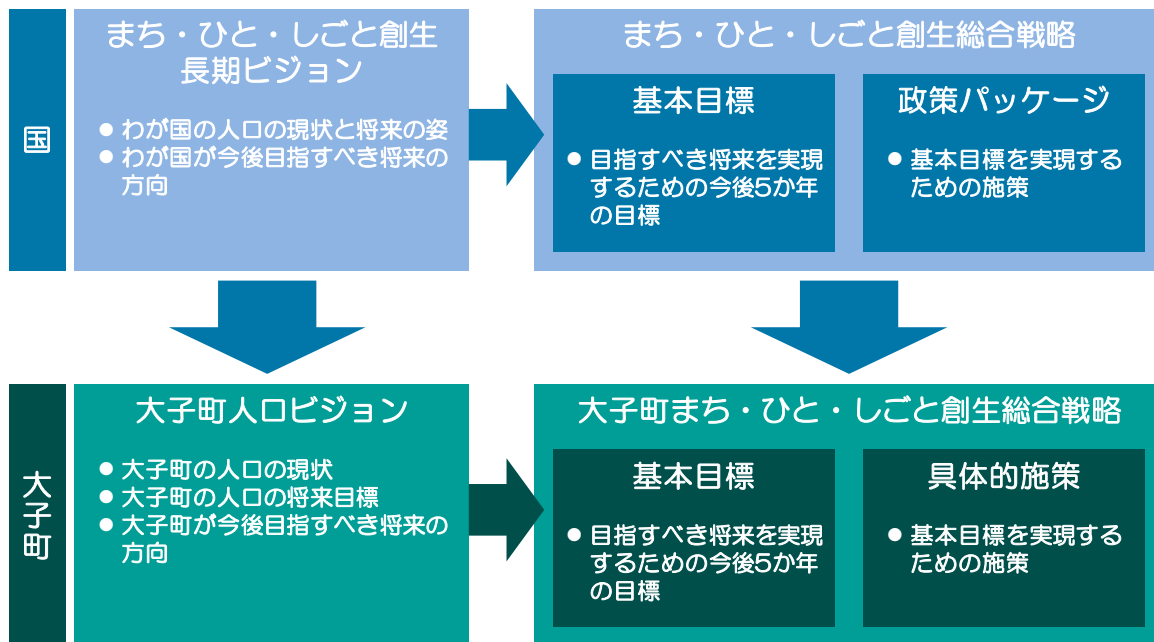 国
まち・ひと・しごと創生
長期ビジョン
● わが国の人口の現状と将来の姿
● わが国が今後目指すべき将来の
方向
まち・ひと・しごと創生総合戦略
基本目標
● 目指すべき将来を実現
するための今後5か年
の目標
政策パッケージ
● 基本目標を実現する
ための施策
大子町
大子町人口ビジョン
● 大子町の人口の現状
● 大子町の人口の将来目標
● 大子町が今後目指すべき将来の
方向
大子町まち・ひと・しごと創生総合戦略
基本目標
● 目指すべき将来を実現
するための今後5か年
の目標
具体的施策
● 基本目標を実現する
ための施策